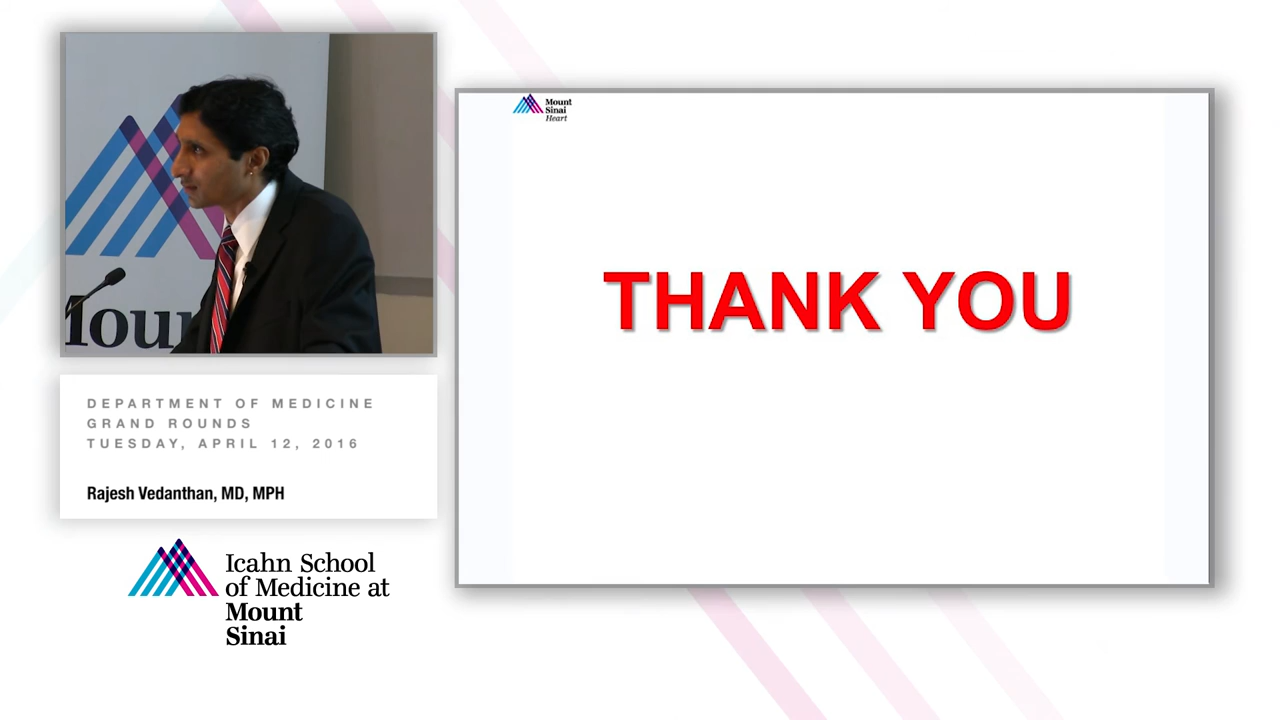 Mount
Sinai
Heart
THANK YOU
DEPARTMENT OF MEDICINE
GRAND ROUNDS
TUESDAY, APRIL 12, 2016
Rajesh Vedanthan, MD, MPH
Icahn School
of Medicine at
Mount
Sinai